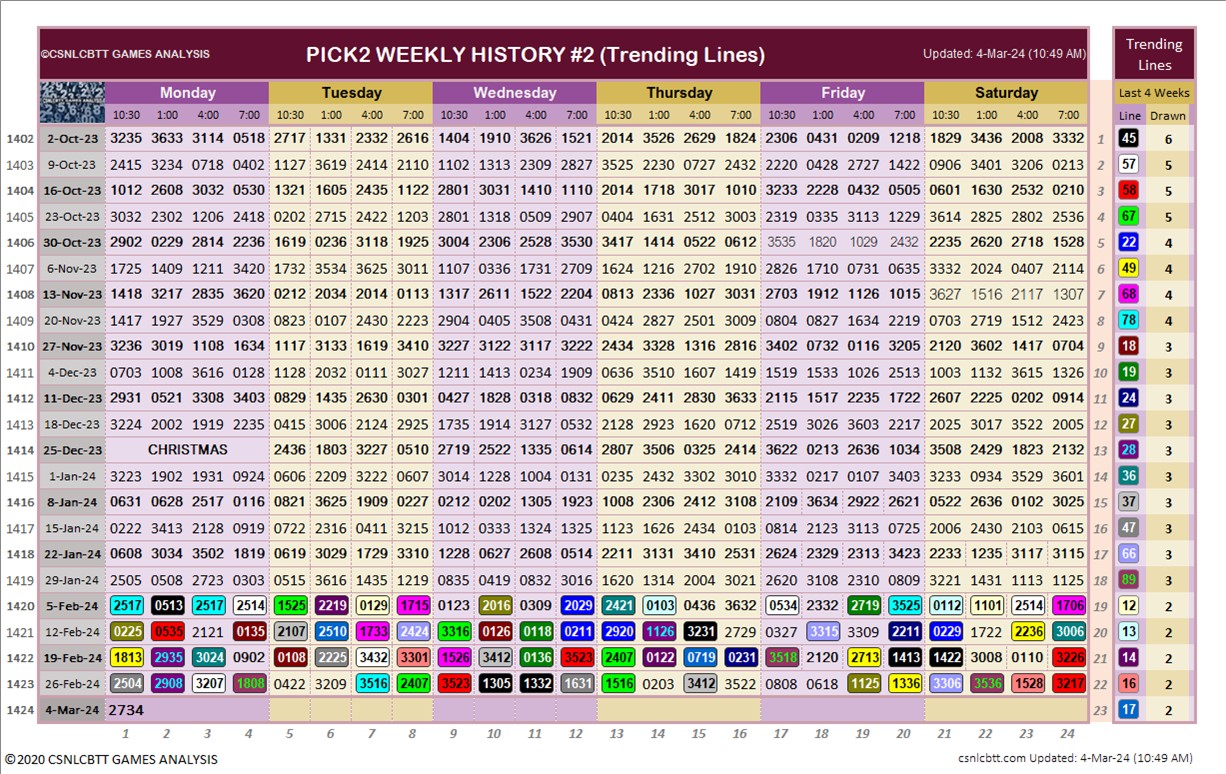 ©CSNLCBTT GAMES ANALYSIS PICK2 WEEKLY HISTORY #2 (Trending Lines) Updated: 4-Mar-24 (10:49 AM) Trending Lines
Monday Tuesday Wednesday Thursday Friday Saturday Last 4 Weeks
10:30 1:00 4:00 7:00 10:30 1:00 4:00 7:00 10:30 1:00 4:00 7:00 10:30 1:00 4:00 7:00 10:30 1:00 4:00 7:00 10:30 1:00 4:00 7:00 Line Drawn
1402 2-Oct-23 3235 3633 3114 0518 2717 1331 2332 2616 1404 1910 3626 1521 2014 3526 2629 1824 2306 0431 0209 1218 1829 3436 2008 3332 1 45 6
1403 9-Oct-23 2415 3234 0718 0402 1127 3619 2414 2110 1102 1313 2309 2827 3525 2230 0727 2432 2220 0428 2727 1422 0906 3401 3206 0213 2 57 5
1404 16-Oct-23 1012 2608 3032 0530 1321 1605 2435 1122 2801 3031 1410 1110 2014 1718 3017 1010 3233 2228 0432 0505 0601 1630 2532 0210 3 58 5
1405 23-Oct-23 3032 2302 1206 2418 0202 2715 2422 1203 2801 1318 0509 2907 0404 1631 2512 3003 2319 0335 3113 1229 3614 2825 2802 2536 4 67 5
1406 30-Oct-23 2902 0229 2814 2236 1619 0236 3118 1925 3004 2306 2528 3530 3417 1414 0522 0612 3535 1820 1029 2432 2235 2620 2718 1528 5 22 4
1407 6-Nov-23 1725 1409 1211 3420 1732 3534 3625 3011 1107 0336 1731 2709 1624 1216 2702 1910 2826 1710 0731 0635 3332 2024 0407 2114 6 49 4
1408 13-Nov-23 1418 3217 2835 3620 0212 2034 2014 0113 1317 2611 1522 2204 0813 2336 1027 3031 2703 1912 1126 1015 3627 1516 2117 1307 7 68 4
1409 20-Nov-23 1417 1927 3529 0308 0823 0107 2430 2223 2904 0405 3508 0431 0424 2827 2501 3009 0804 0827 1634 2219 0703 2719 1512 2423 8 78 4
1410 27-Nov-23 3236 3019 1108 1634 1117 3133 1619 3410 3227 3122 3117 3222 2434 3328 1316 2816 3402 0732 0116 3205 2120 3602 1417 0704 9 18 3
1411 4-Dec-23 0703 1008 3616 0128 1128 2032 0111 3027 1211 1413 0234 1909 0636 3510 1607 1419 1519 1533 1026 2513 1003 1132 3615 1326 10 19 3
1412 11-Dec-23 2931 0521 3308 3403 0829 1435 2630 0301 0427 1828 0318 0832 0629 2411 2830 3633 2115 1517 2235 1722 2607 2225 0202 0914 11 24 3
1413 18-Dec-23 3224 2002 1919 2235 0415 3006 2124 2925 1735 1914 3127 0532 2128 2923 1620 0712 2519 3026 3603 2217 2025 3017 3522 2005 12 27 3
1414 25-Dec-23 CHRISTMAS 2436 1803 3227 0510 2719 2522 1335 0614 2807 3506 0325 2414 3622 0213 2636 1034 3508 2429 1823 2132 13 28 3
1415 1-Jan-24 3223 1902 1931 0924 0606 2209 3222 0607 3014 1228 1004 0131 0235 2432 3302 3010 3332 0217 0107 3403 3233 0934 3529 3601 14 36 3
1416 8-Jan-24 0631 0628 2517 0116 0821 3625 1909 0227 0212 0202 1305 1923 1008 2306 2412 3108 2109 3634 2922 2621 0522 2636 0102 3025 15 37 3
1417 15-Jan-24 0222 3413 2128 0919 0722 2316 0411 3215 1012 0333 1324 1325 1123 1626 2434 0103 0814 2123 3113 0725 2006 2430 2103 0615 16 47 3
1418 22-Jan-24 0608 3034 3502 1819 0619 3029 1729 3310 1228 0627 2608 0514 2211 3131 3410 2531 2624 2329 2313 3423 2233 1235 3117 3115 17 66 3
1419 29-Jan-24 2505 0508 2723 0303 0515 3616 1435 1219 0835 0419 0832 3016 1620 1314 2004 3021 2620 3108 2310 0809 3221 1431 1113 1125 18 89 3
1420 5-Feb-24 2517 0513 2517 2514 1525 2219 0129 1715 0123 2016 0309 2029 2421 0103 0436 3632 0534 2332 2719 3525 0112 1101 2514 1706 19 12 2
1421 12-Feb-24 0225 0535 2121 0135 2107 2510 1733 2424 3316 0126 0118 0211 2920 1126 3231 2729 0327 3315 3309 2211 0229 1722 2236 3006 20 13 2
1422 19-Feb-24 1813 2935 3024 0902 0108 2225 3432 3301 1526 3412 0136 3523 2407 0122 0719 0231 3518 2120 2713 1413 1422 3008 0110 3226 21 14 2
1423 26-Feb-24 2504 2908 3207 1808 0422 3209 3516 2407 3523 1305 1332 1631 1516 0203 3412 3522 0808 0618 1125 1336 3306 3536 1528 3217 22 16 2
1424 4-Mar-24 2734 23 17 2
1 2 3 4 5 6 7 8 9 10 11 12 13 14 15 16 17 18 19 20 21 22 23 24
©2020 CSNLCBTT GAMES ANALYSIS csnlcbtt.com Updated: 4-Mar-24 (10:49 AM)